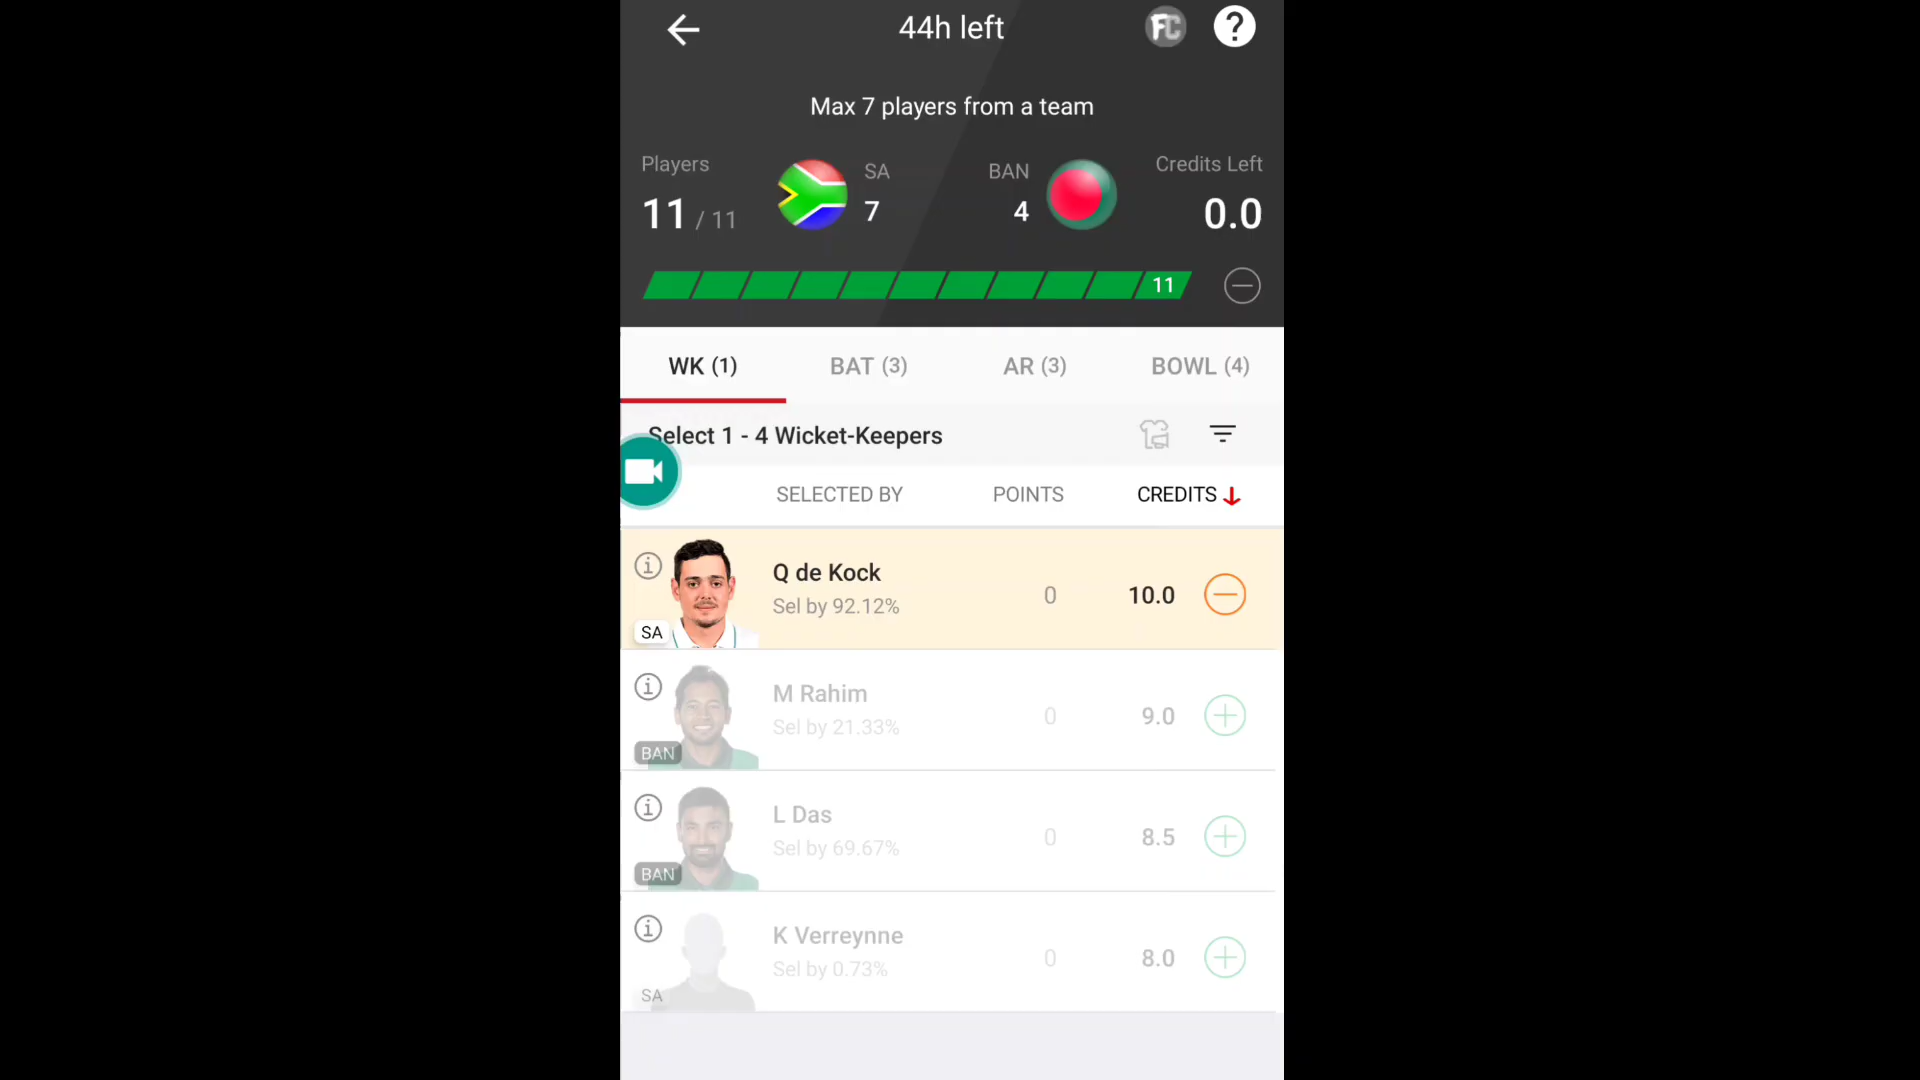 44h left
FC
?
Max 7 players from a team
Players
11 / 11
SA
7
BAN
4
Credits Left
0.0
11
WK (1)
BAT (3)
AR (3)
BOWL (4)
Select 1 - 4 Wicket-Keepers
SELECTED BY
POINTS
CREDITS
Q de Kock
Sel by 92.12%
0
10.0
SA
M Rahim
Sel by 21.33%
0
9.0
BAN
L Das
Sel by 69.67%
0
8.5
BAN
K Verreynne
Sel by 0.73%
0
8.0
SA